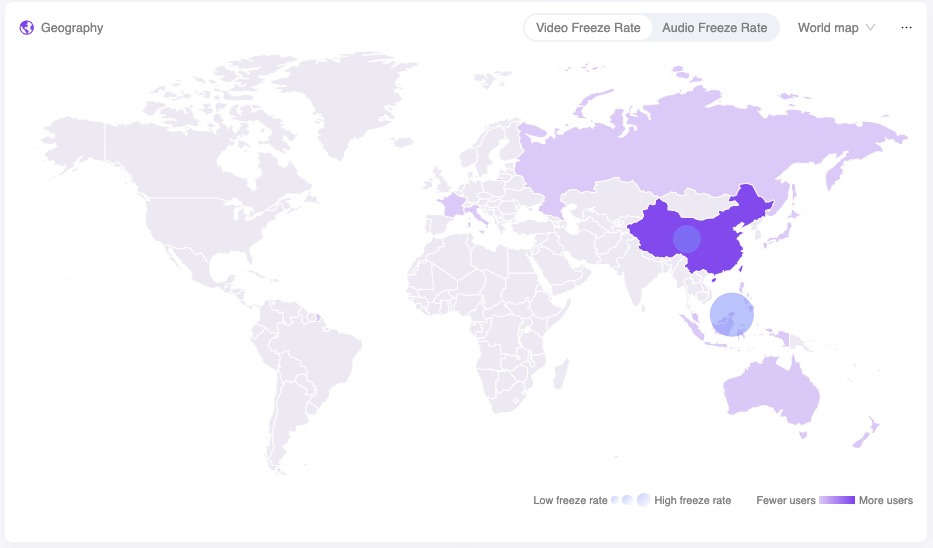 Geography
Video Freeze Rate
Audio Freeze Rate
World map
...
Low freeze rate
High freeze rate
Fewer users
More users